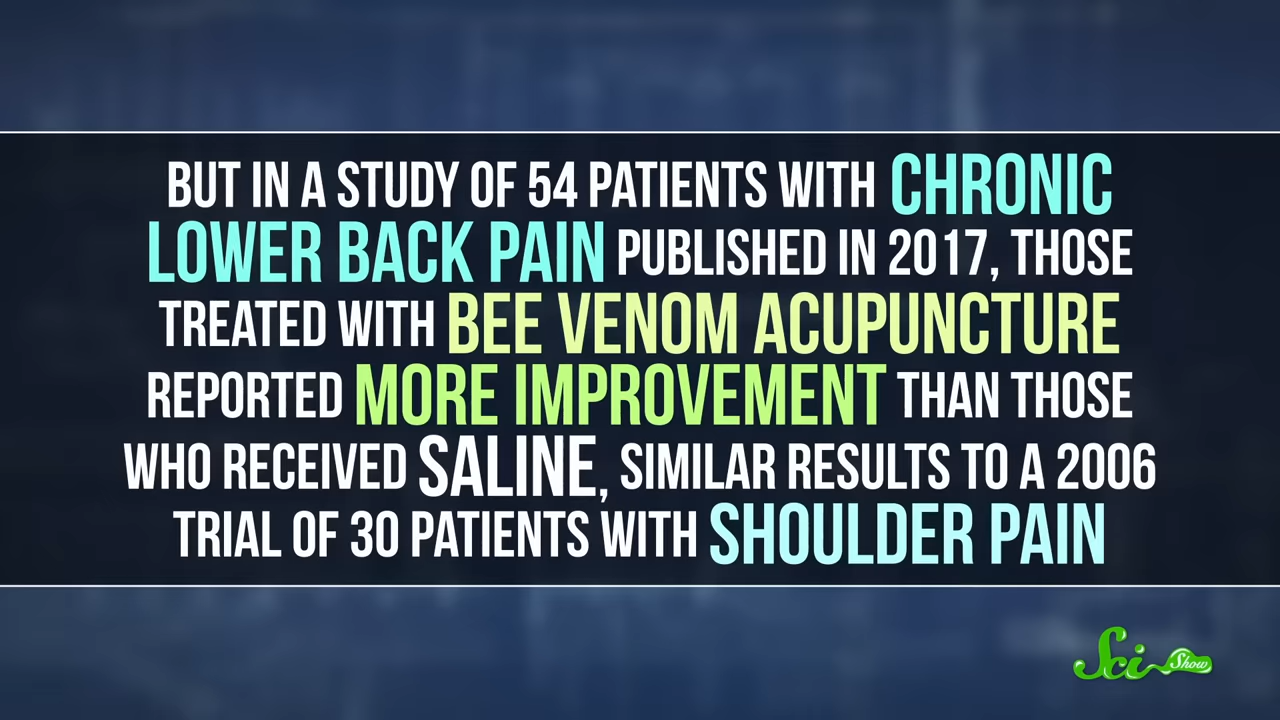 BUT IN A STUDY OF 54 PATIENTS WITH CHRONIC
LOWER BACK PAIN PUBLISHED IN 2017, THOSE
TREATED WITH BEE VENOM ACUPUNCTURE
REPORTED MORE IMPROVEMENT THAN THOSE
WHO RECEIVED SALINE, SIMILAR RESULTS TO A 2006
TRIAL OF 30 PATIENTS WITH SHOULDER PAIN
Sci Show